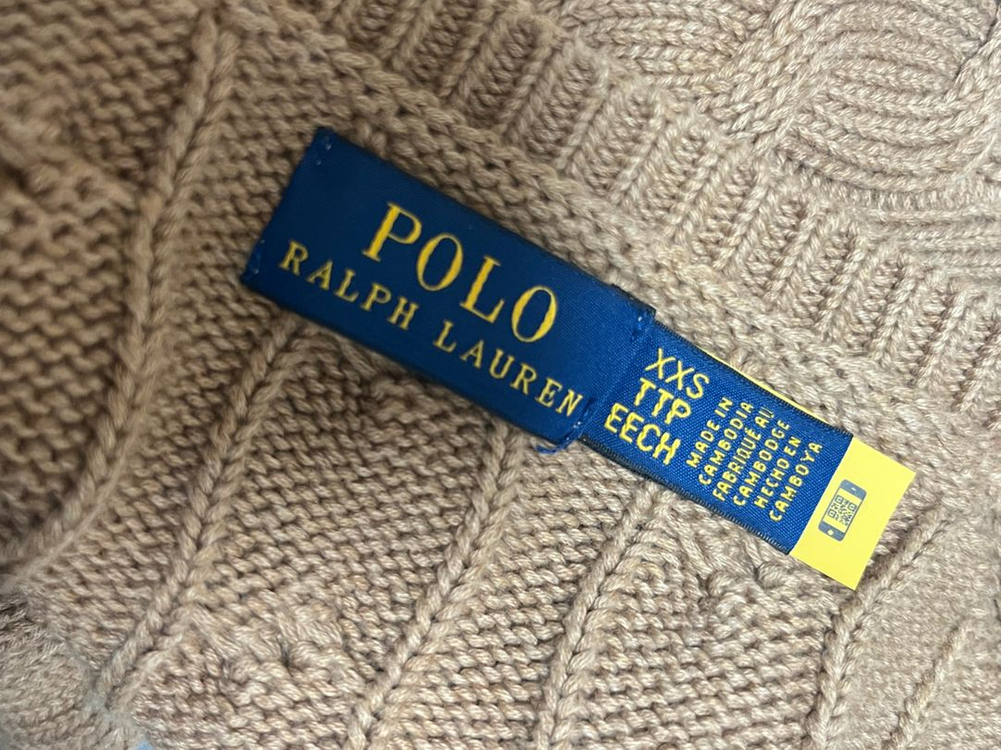 POLO
RALPH LAUREN
XXS
TTP
EECH
MADE IN
CAMBODIA
FABRIQUÉ AU
CAMBODGE
HECHO EN
CAMBOYA